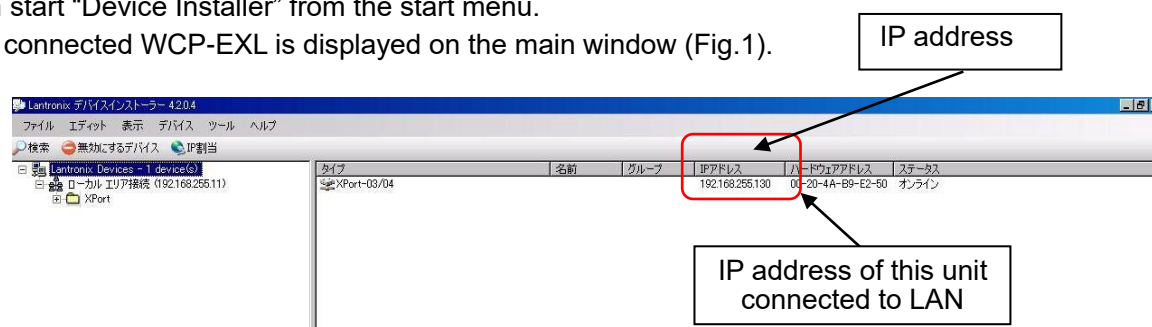 start “Device Installer” from the start menu.
connected WCP-EXL is displayed on the main window (Fig.1).
IP address
Lantronix デバイスインストーラー 4.2.0.4
ファイル エディット 表示 デバイス ツール ヘルプ
検索 無効にするデバイス IP割当
Lantronix Devices - 1 device(s)
タイプ 名前 グループ IPアドレス ハードウェアアドレス ステータス
ローカル エリア接続 (192.168.255.11)
XPort-03/04 192.168.255.130 00-20-4A-B9-E2-50 オンライン
XPort
IP address of this unit
connected to LAN